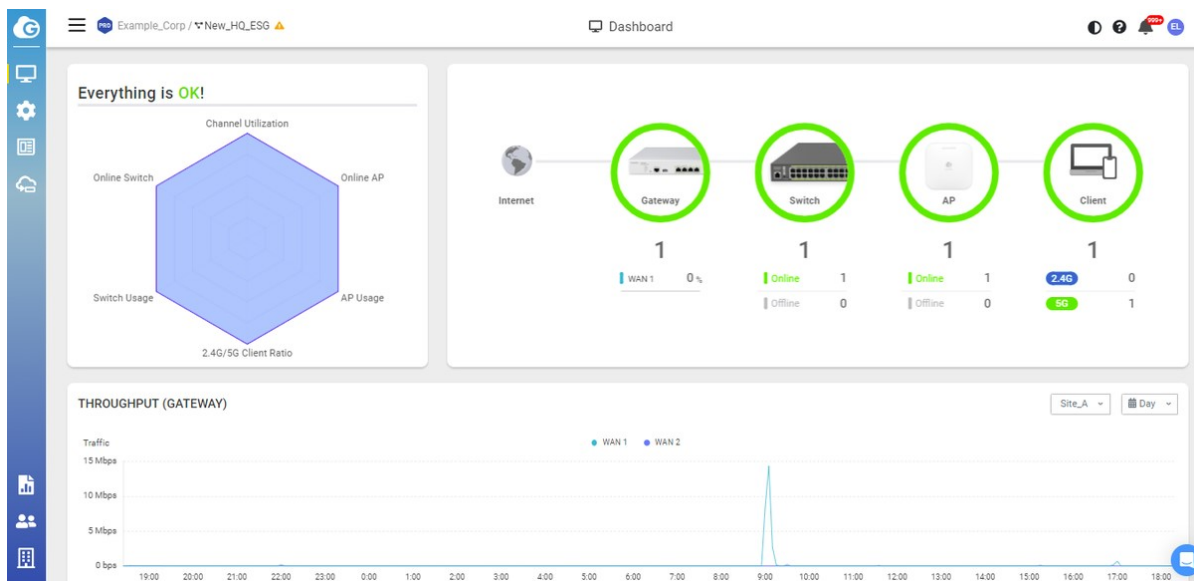 PRO Example_Corp / New_HQ_ESG
Dashboard
999+
EL
Everything is OK!
Channel Utilization
Online Switch
Online AP
Switch Usage
AP Usage
2.4G/5G Client Ratio
Internet
Gateway
Switch
AP
Client
1
1
1
1
WAN 1 0 %
Online 1
Online 1
2.4G 0
Offline 0
Offline 0
5G 1
THROUGHPUT (GATEWAY)
Site_A
Day
Traffic
WAN 1 WAN 2
15 Mbps
10 Mbps
5 Mbps
0 bps
19:00 20:00 21:00 22:00 23:00 0:00 1:00 2:00 3:00 4:00 5:00 6:00 7:00 8:00 9:00 10:00 11:00 12:00 13:00 14:00 15:00 16:00 17:00 18:00